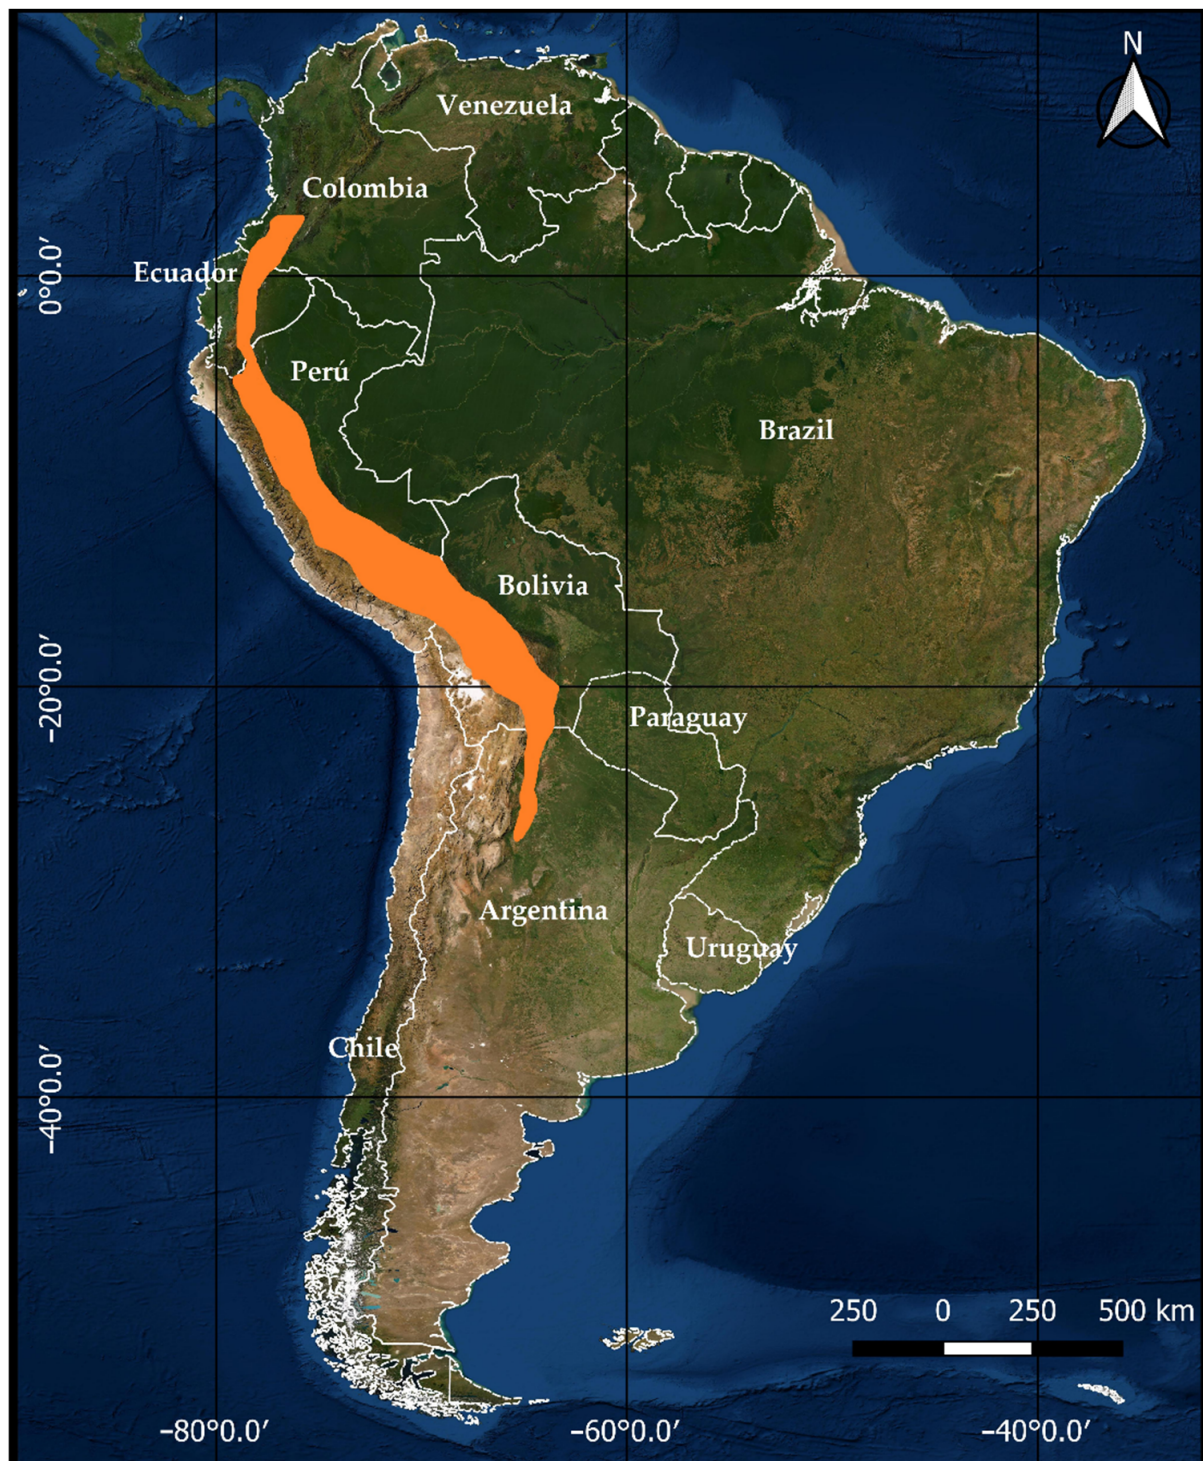 N
Venezuela
Colombia
Ecuador
0°0.0′
Perú
Brazil
Bolivia
−20°0.0′
Paraguay
Argentina
Uruguay
Chile
−40°0.0′
250 0 250 500 km
−80°0.0′ −60°0.0′ −40°0.0′